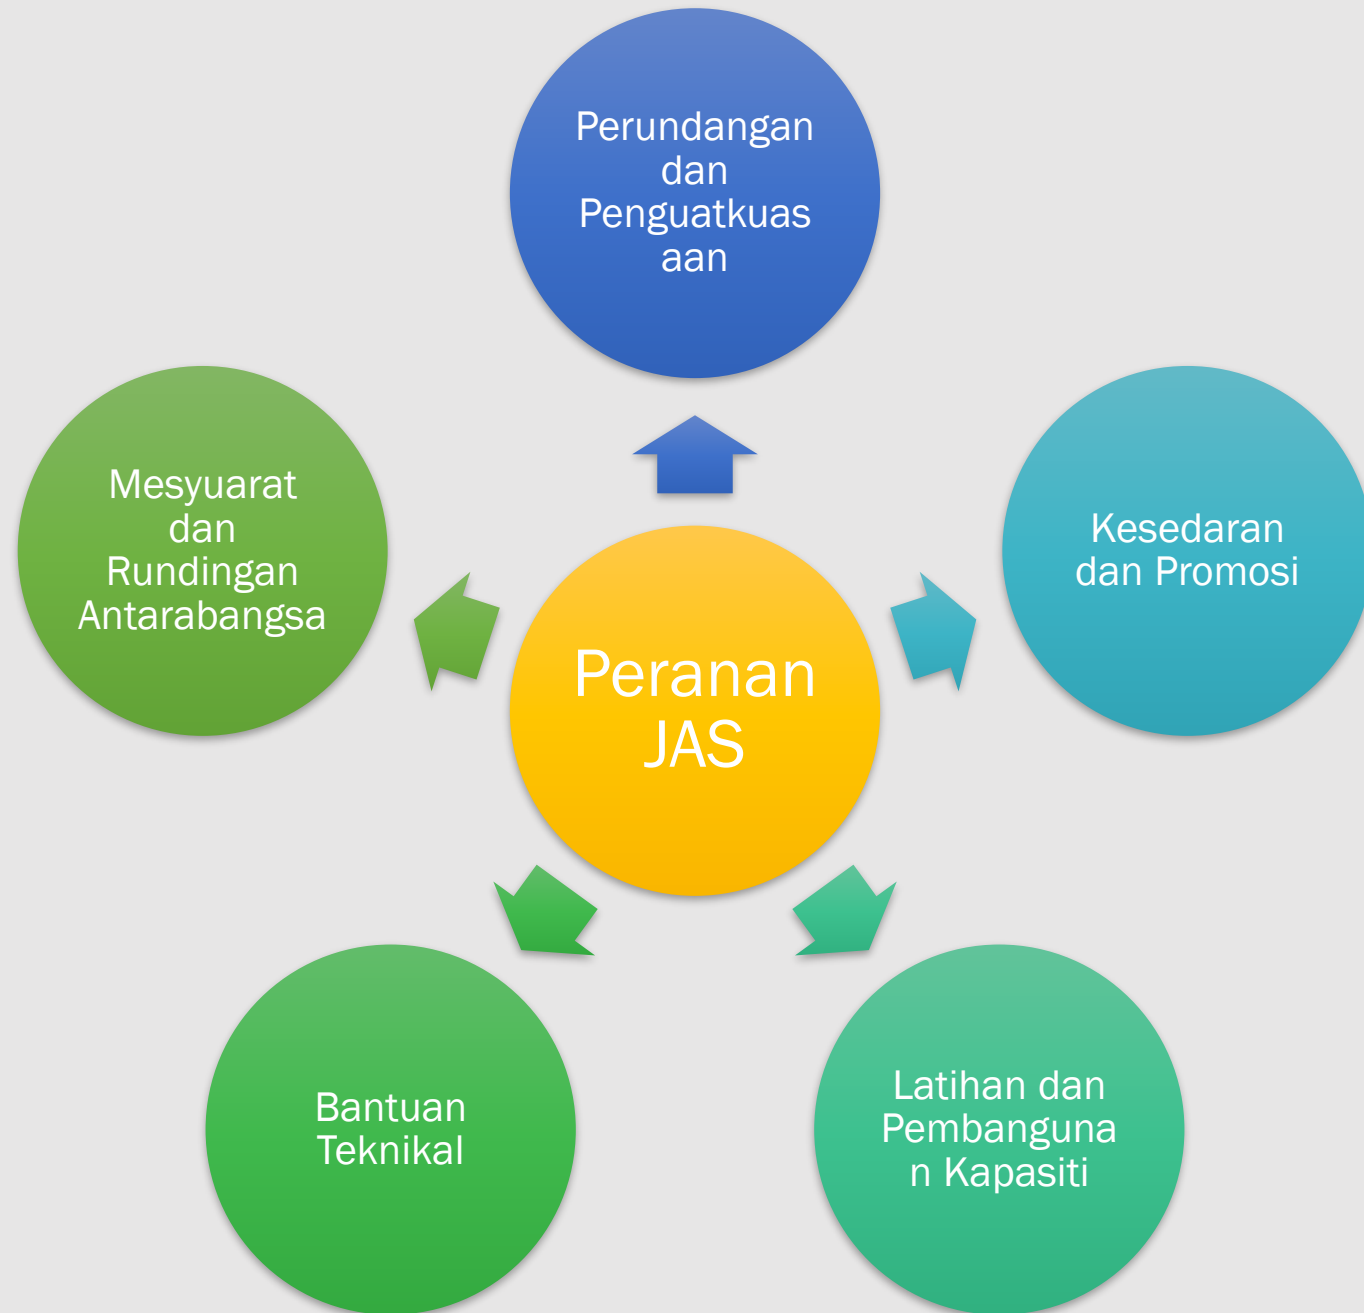 Perundangan
dan
Penguatkuas
aan
Mesyuarat
dan
Rundingan
Antarabangsa
Kesedaran
dan Promosi
Peranan
JAS
Bantuan
Teknikal
Latihan dan
Pembanguna
n Kapasiti